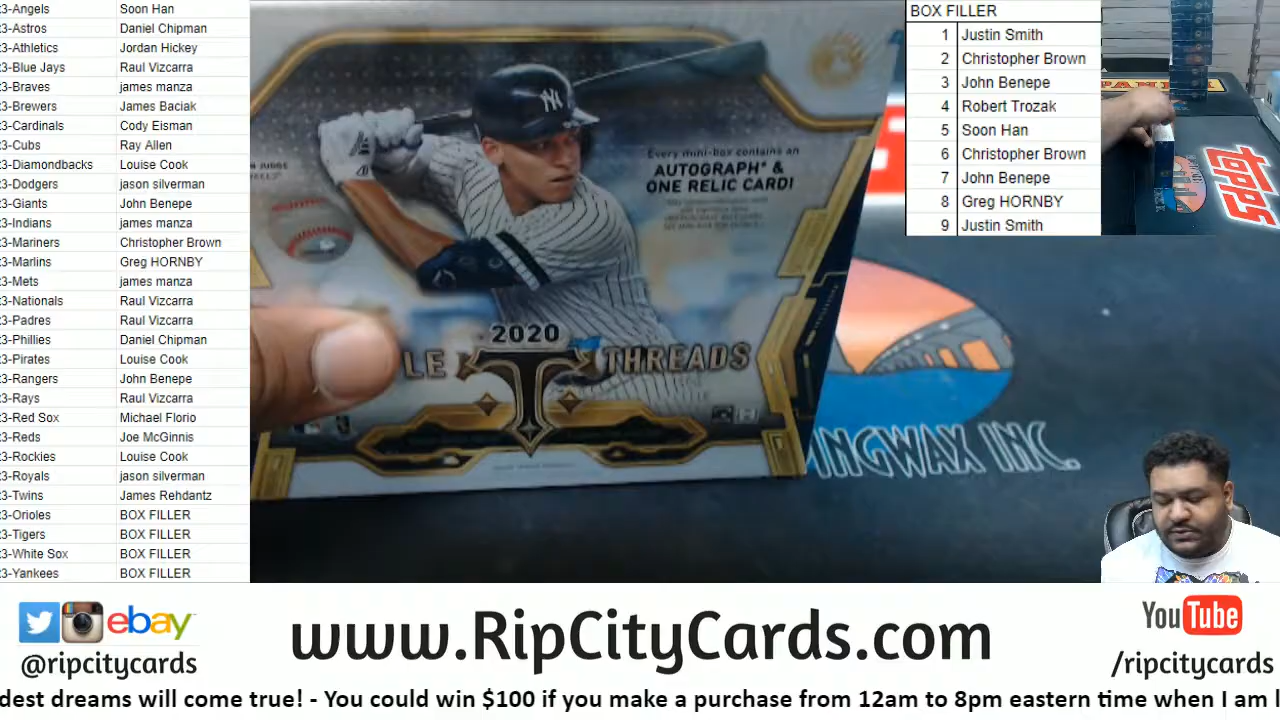 :3-Angels Soon Han
:3-Astros Daniel Chipman
:3-Athletics Jordan Hickey
:3-Blue Jays Raul Vizcarra
:3-Braves james manza
:3-Brewers James Baciak
:3-Cardinals Cody Eisman
:3-Cubs Ray Allen
:3-Diamondbacks Louise Cook
:3-Dodgers jason silverman
:3-Giants John Benepe
:3-Indians james manza
:3-Mariners Christopher Brown
:3-Marlins Greg HORNBY
:3-Mets james manza
:3-Nationals Raul Vizcarra
:3-Padres Raul Vizcarra
:3-Phillies Daniel Chipman
:3-Pirates Louise Cook
:3-Rangers John Benepe
:3-Rays Raul Vizcarra
:3-Red Sox Michael Florio
:3-Reds Joe McGinnis
:3-Rockies Louise Cook
:3-Royals jason silverman
:3-Twins James Rehdantz
:3-Orioles BOX FILLER
:3-Tigers BOX FILLER
:3-White Sox BOX FILLER
:3-Yankees BOX FILLER
Every mini-box contains an
AUTOGRAPH* &
ONE RELIC CARD!
NY
2020
LE T THREADS
INGWAX INC.
BOX FILLER
1 Justin Smith
2 Christopher Brown
3 John Benepe
4 Robert Trozak
5 Soon Han
6 Christopher Brown
7 John Benepe
8 Greg HORNBY
9 Justin Smith
PANINI
TOPPS
ebay
@ripcitycards
www.RipCityCards.com
YouTube
/ripcitycards
dest dreams will come true! - You could win $100 if you make a purchase from 12am to 8pm eastern time when I am l